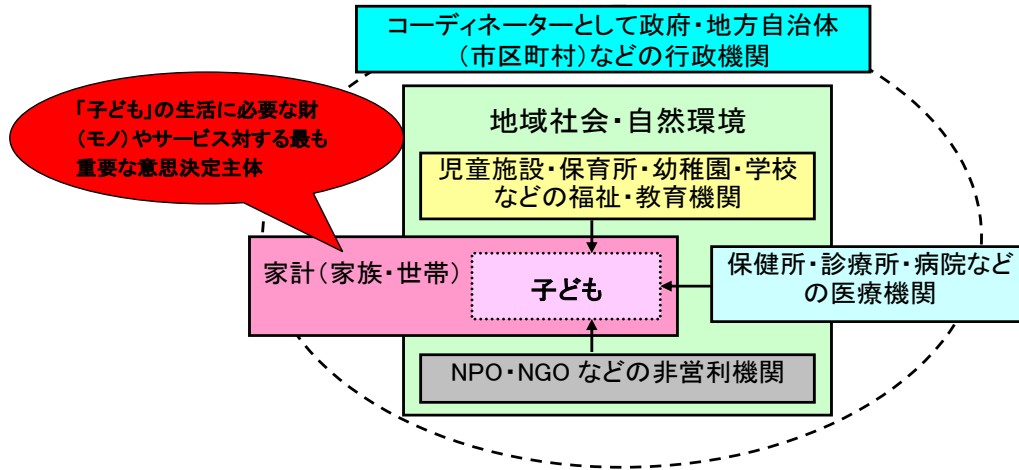 コーディネーターとして政府・地方自治体
（市区町村）などの行政機関
「子ども」の生活に必要な財
（モノ）やサービス対する最も
重要な意思決定主体
地域社会・自然環境
児童施設・保育所・幼稚園・学校
などの福祉・教育機関
家計（家族・世帯）
子ども
保健所・診療所・病院など
の医療機関
NPO・NGO などの非営利機関